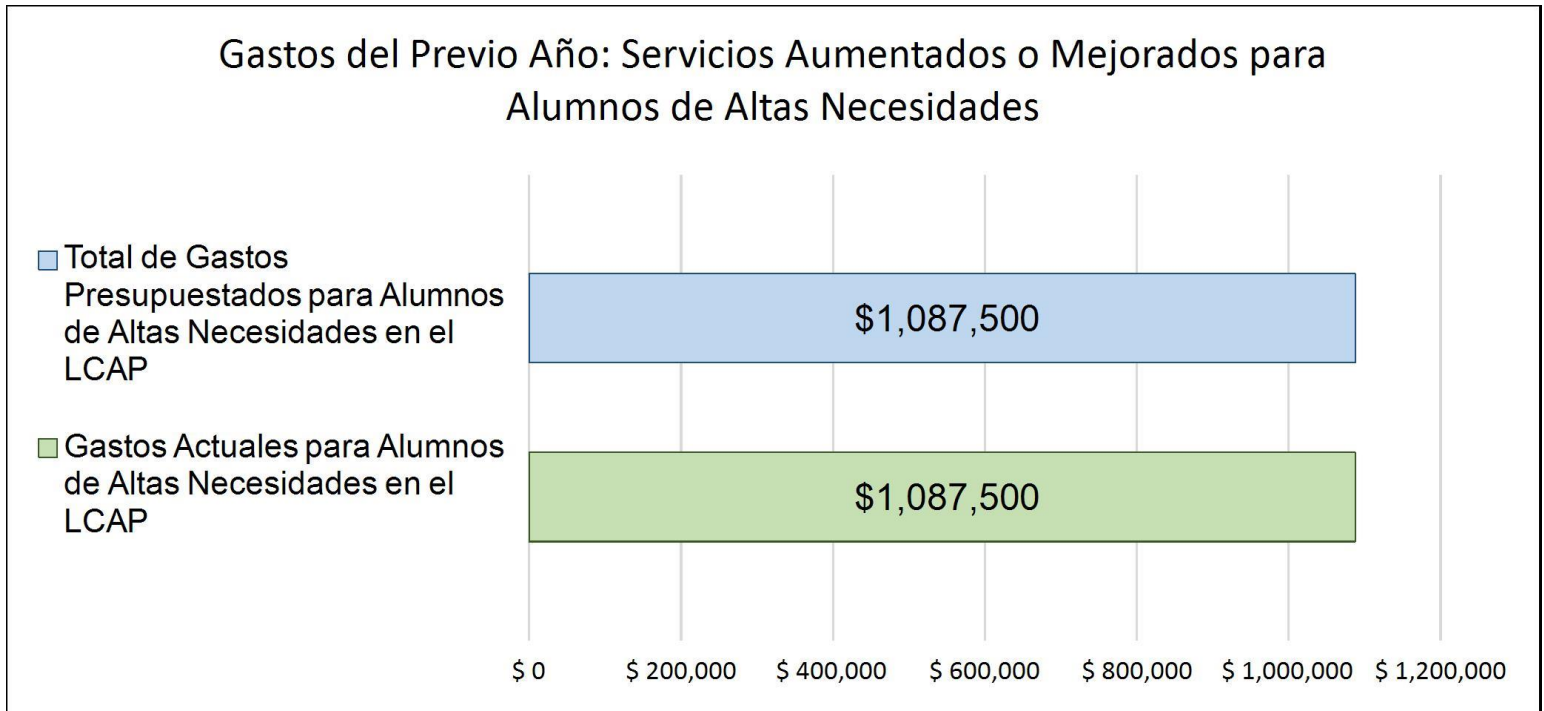 Gastos del Previo Año: Servicios Aumentados o Mejorados para
Alumnos de Altas Necesidades
Total de Gastos
Presupuestados para Alumnos
de Altas Necesidades en el
LCAP
$1,087,500
Gastos Actuales para Alumnos
de Altas Necesidades en el
LCAP
$1,087,500
$ 0 $ 200,000 $ 400,000 $ 600,000 $ 800,000 $ 1,000,000 $ 1,200,000